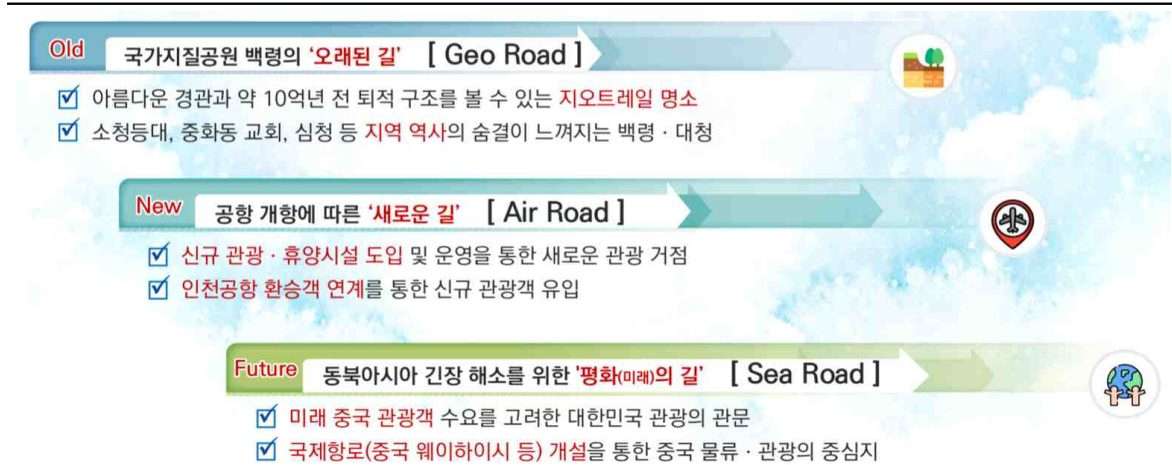 Old 국가지질공원 백령의 ‘오래된 길’ [ Geo Road ]
아름다운 경관과 약 10억년 전 퇴적 구조를 볼 수 있는 지오트레일 명소
소청등대, 중화동 교회, 심청 등 지역 역사의 숨결이 느껴지는 백령 · 대청
New 공항 개항에 따른 ‘새로운 길’ [ Air Road ]
신규 관광 · 휴양시설 도입 및 운영을 통한 새로운 관광 거점
인천공항 환승객 연계를 통한 신규 관광객 유입
Future 동북아시아 긴장 해소를 위한 '평화(미래)의 길’ [ Sea Road ]
미래 중국 관광객 수요를 고려한 대한민국 관광의 관문
국제항로(중국 웨이하이시 등) 개설을 통한 중국 물류 · 관광의 중심지